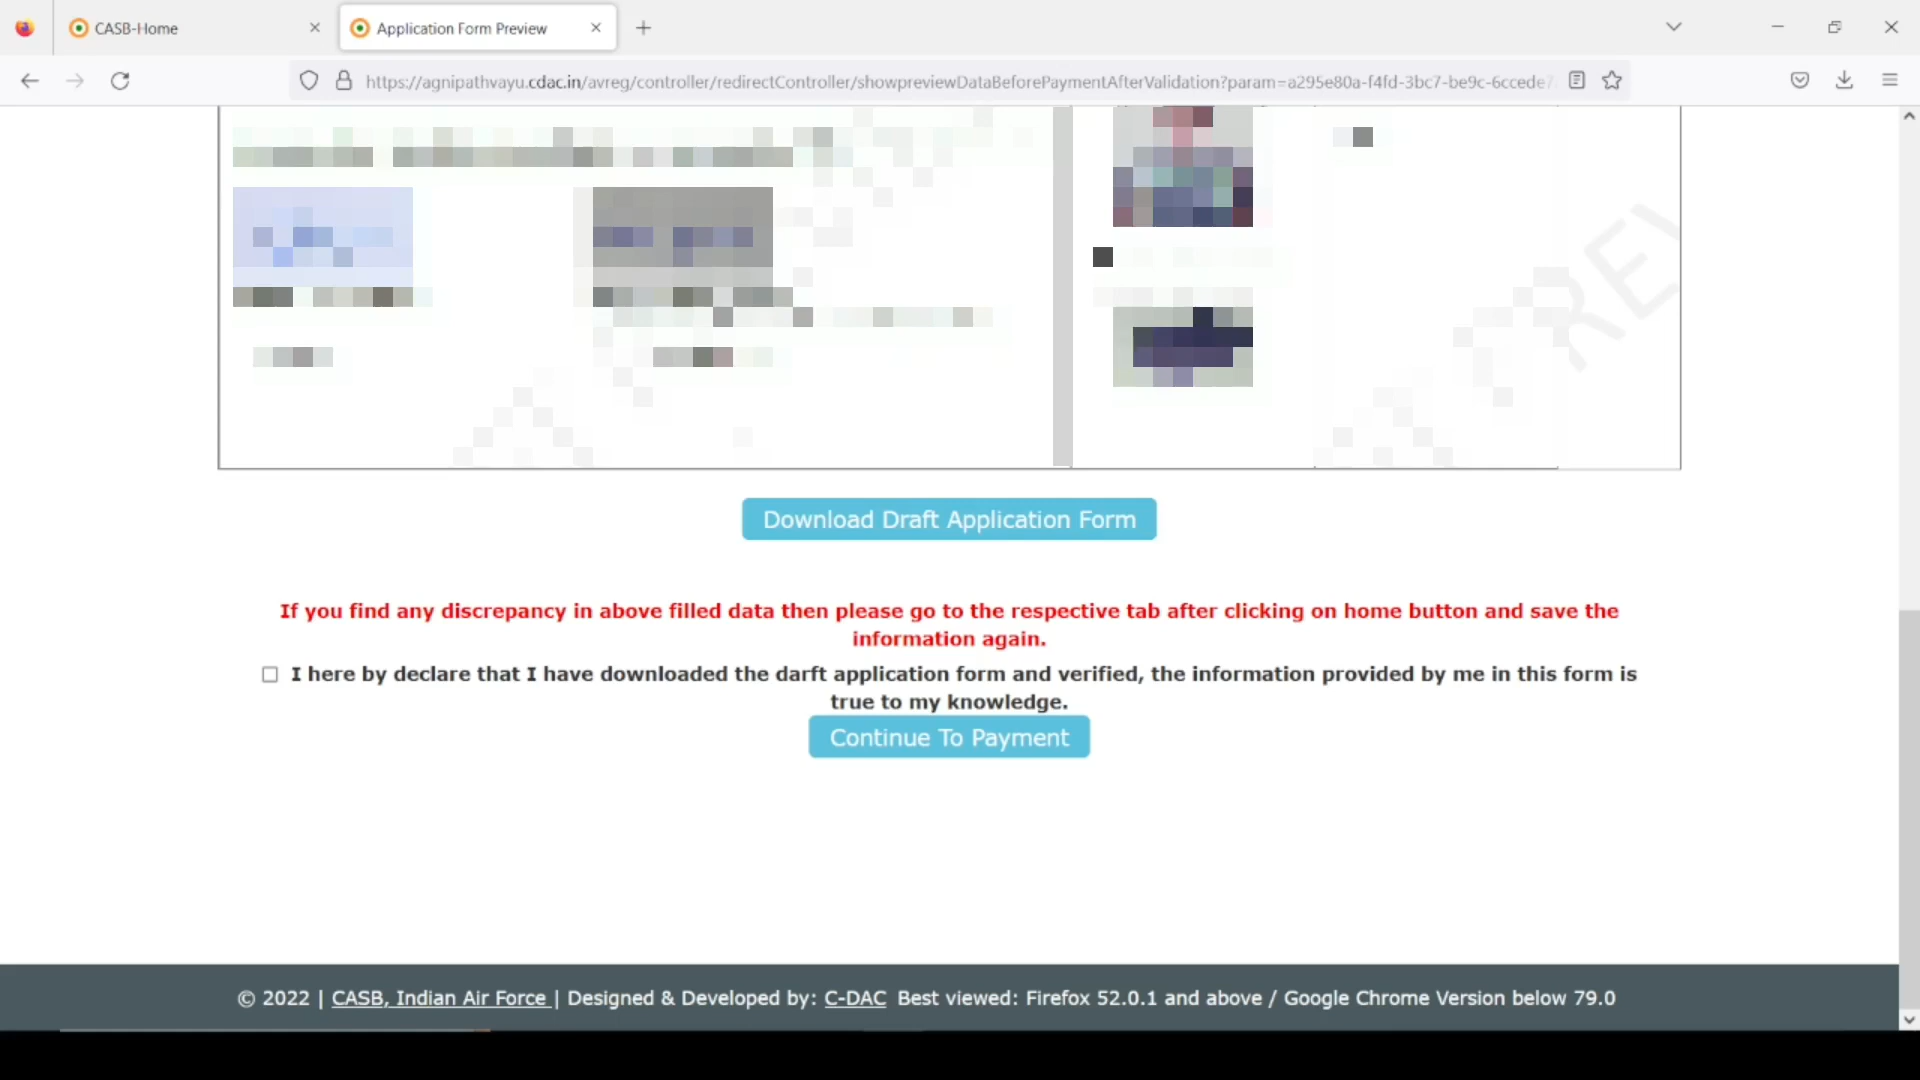 CASB-Home
Application Form Preview
https://agnipathvayu.cdac.in/avreg/controller/redirectController/showpreviewDataBeforePaymentAfterValidation?param=a295e80a-f4fd-3bc7-be9c-6ccede7
PREV
Download Draft Application Form
If you find any discrepancy in above filled data then please go to the respective tab after clicking on home button and save the
information again.
I here by declare that I have downloaded the darft application form and verified, the information provided by me in this form is
true to my knowledge.
Continue To Payment
© 2022 | CASB, Indian Air Force | Designed & Developed by: C-DAC Best viewed: Firefox 52.0.1 and above / Google Chrome Version below 79.0